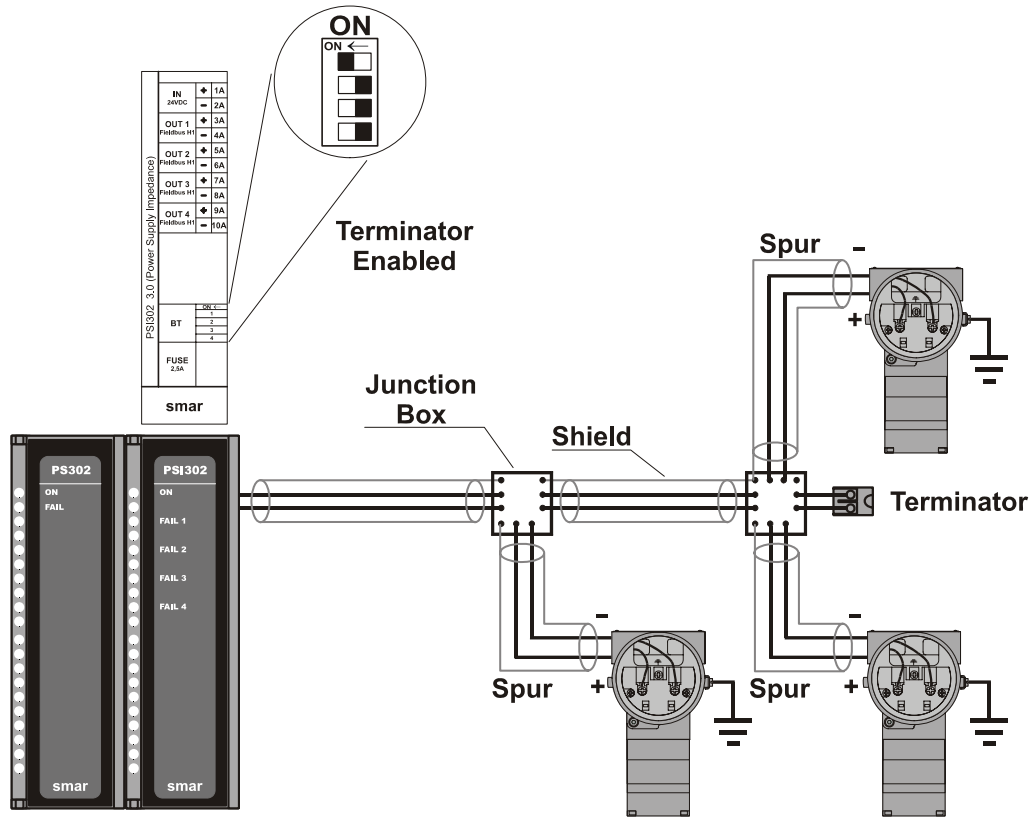 ON
ON ←
IN
24VDC
+ 1A
− 2A
OUT 1
Fieldbus H1
+ 3A
− 4A
OUT 2
Fieldbus H1
+ 5A
− 6A
OUT 3
Fieldbus H1
+ 7A
− 8A
OUT 4
Fieldbus H1
+ 9A
− 10A
PSI302 3.0 (Power Supply Impedance)
BT
ON ←
1
2
3
4
FUSE
2,5A
smar
Terminator
Enabled
Spur
−
+
Junction
Box
Shield
Terminator
PS302
ON
FAIL
smar
PSI302
ON
FAIL 1
FAIL 2
FAIL 3
FAIL 4
smar
Spur
−
+
Spur
−
+